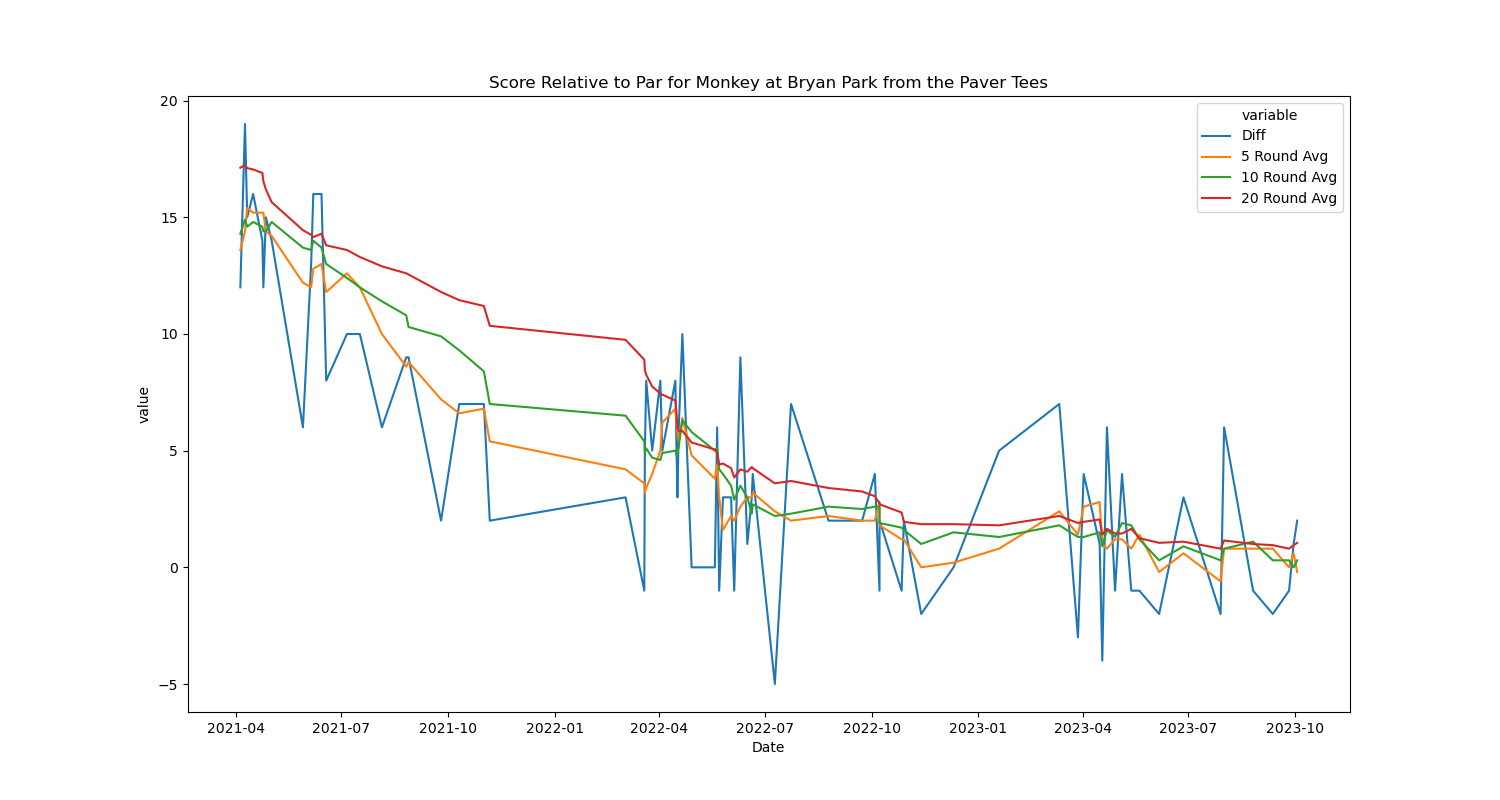 Score Relative to Par for Monkey at Bryan Park from the Paver Tees
variable
Diff
5 Round Avg
10 Round Avg
20 Round Avg
20
15
10
5
0
−5
value
2021-04 2021-07 2021-10 2022-01 2022-04 2022-07 2022-10 2023-01 2023-04 2023-07 2023-10
Date